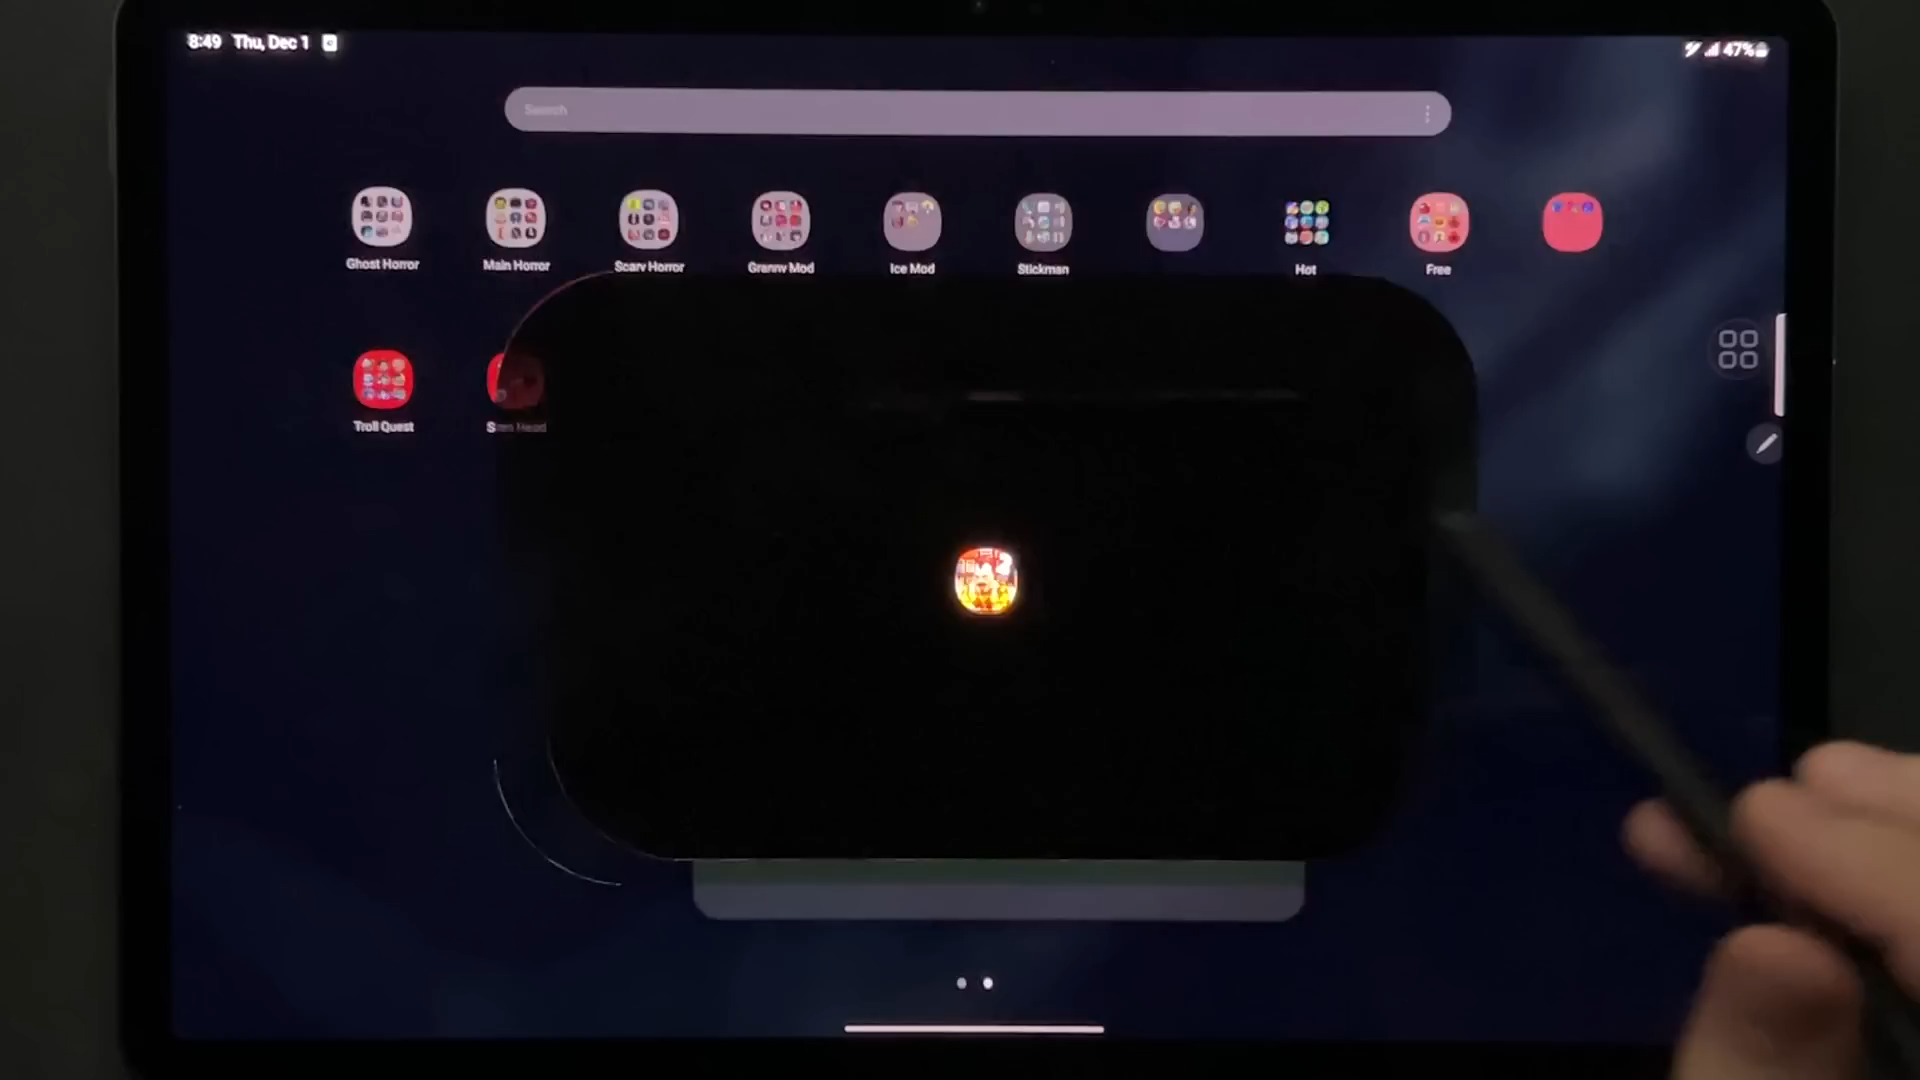 8:49 Thu, Dec 1
47%
Search
Ghost Horror
Main Horror
Scary Horror
Granny Mod
Ice Mod
Stickman
Hot
Free
Troll Quest
Siren Head
2